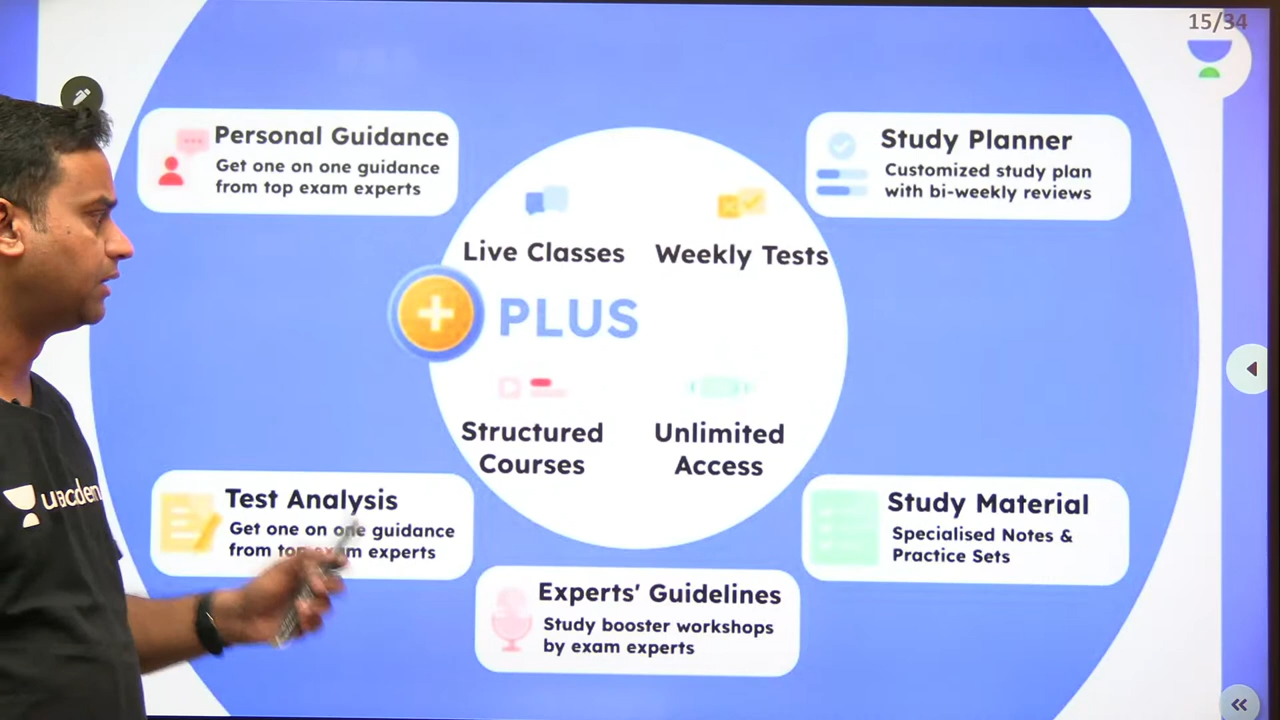 15/34
Personal Guidance
Get one on one guidance
from top exam experts
Study Planner
Customized study plan
with bi-weekly reviews
Live Classes
Weekly Tests
PLUS
Structured
Courses
Unlimited
Access
Test Analysis
Get one on one guidance
from top exam experts
Study Material
Specialised Notes &
Practice Sets
Experts' Guidelines
Study booster workshops
by exam experts